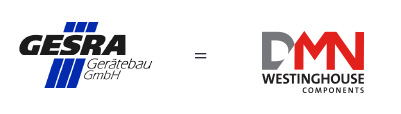 GESRA
Gerätebau
GmbH
=
DMN
WESTINGHOUSE
COMPONENTS